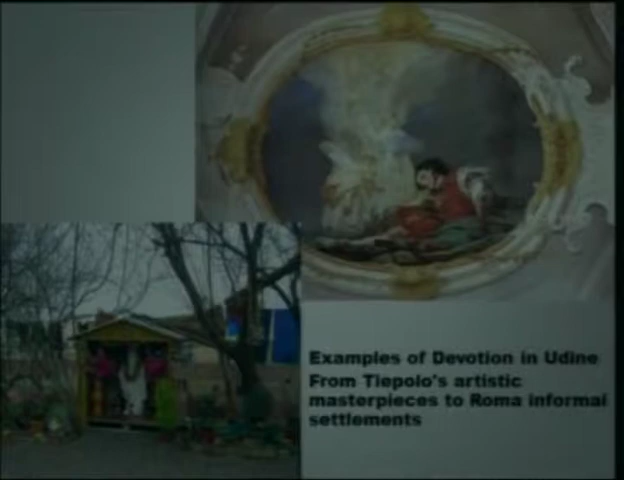 Examples of Devotion in Udine
From Tiepolo's artistic
masterpieces to Roma informal
settlements